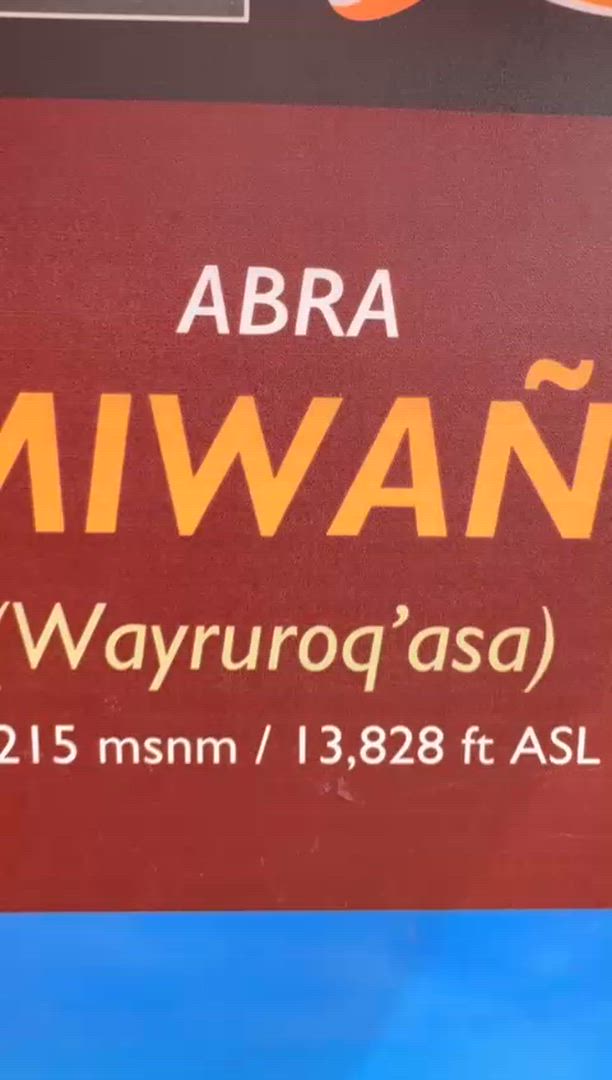 ABRA
MIWAÑ
(Wayruroq'asa)
215 msnm / 13,828 ft ASL